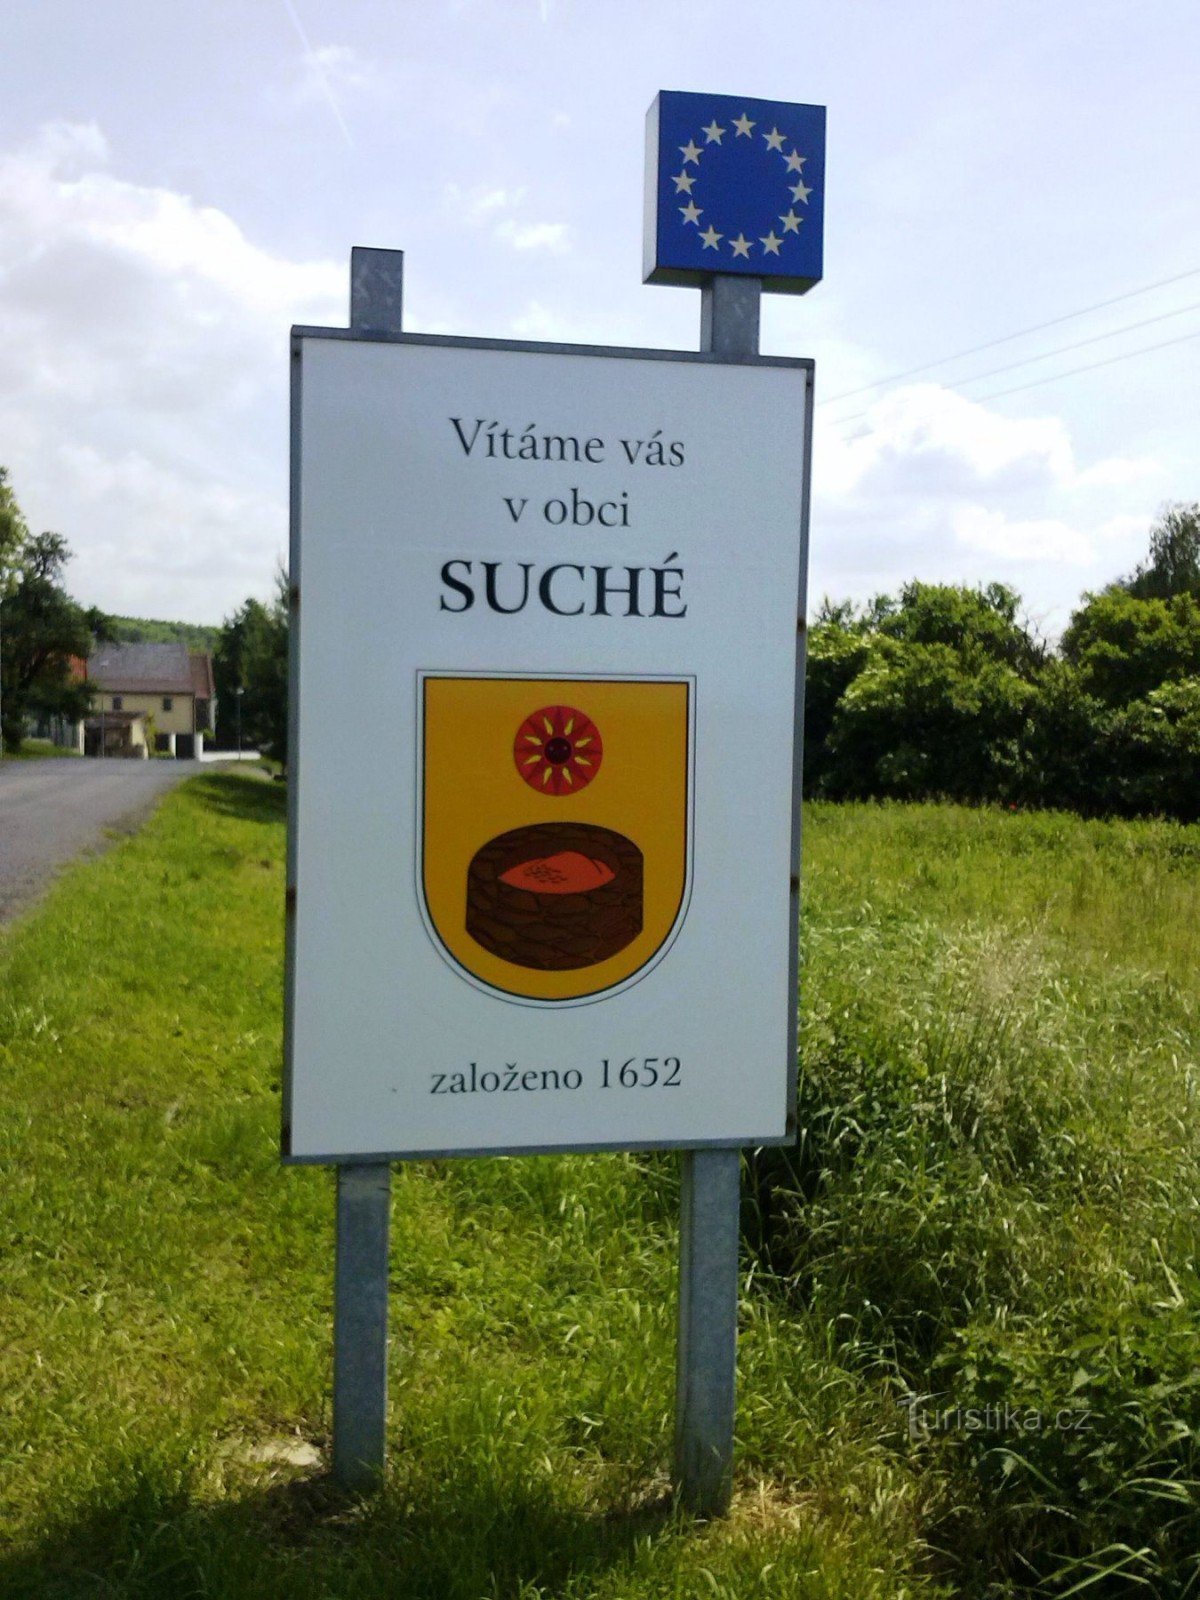 Vítáme vás
v obci
SUCHÉ
založeno 1652
Turistika.cz